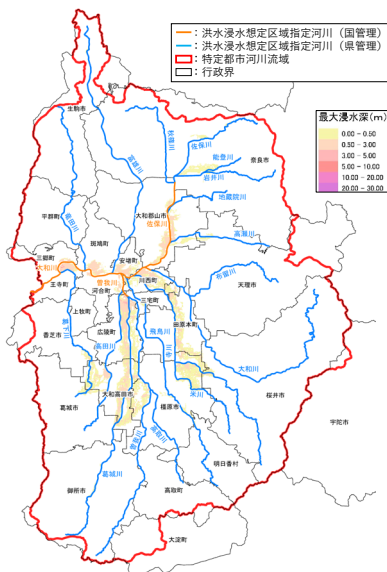 ：洪水浸水想定区域指定河川（国管理）
：洪水浸水想定区域指定河川（県管理）
：特定都市河川流域
：行政界
最大浸水深(m)
0.00 - 0.50
0.50 - 3.00
3.00 - 5.00
5.00 - 10.00
10.00 - 20.00
20.00 - 30.00
生駒市
秋篠川
佐保川
能登川
奈良市
岩井川
富雄川
地蔵院川
平群町
竜田川
大和郡山市
佐保川
斑鳩町
高瀬川
三郷町
安堵町
大和川
布留川
王寺町
河合町
曽我川
川西町
天理市
三宅町
上牧町
葛下川
広陵町
飛鳥川
寺川
田原本町
香芝市
高田川
大和川
大和高田市
米川
桜井市
葛城市
橿原市
宇陀市
曽我川
高取川
明日香村
葛城川
御所市
高取町
大淀町